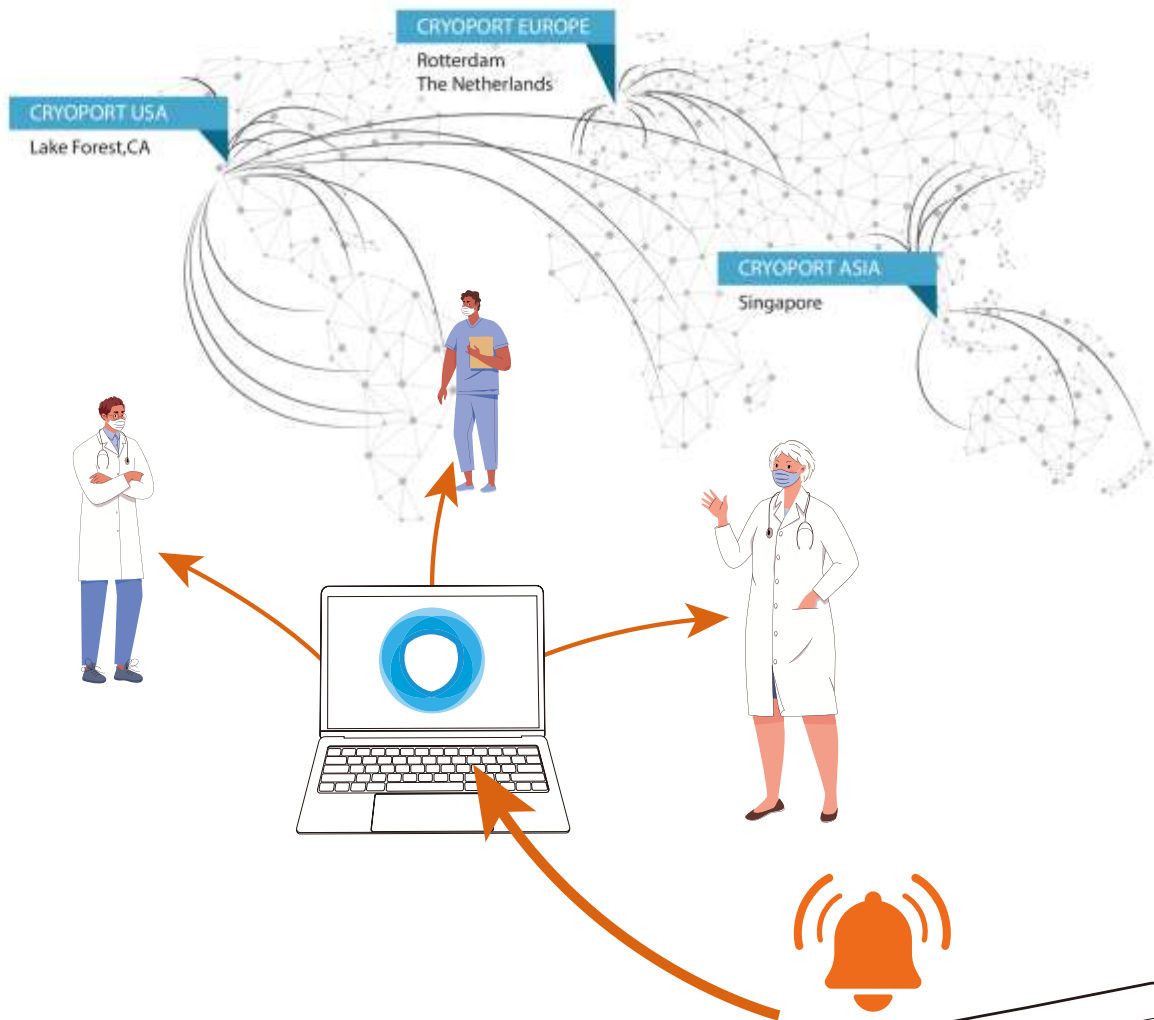 CRYOPORT EUROPE
Rotterdam
The Netherlands
CRYOPORT USA
Lake Forest,CA
CRYOPORT ASIA
Singapore